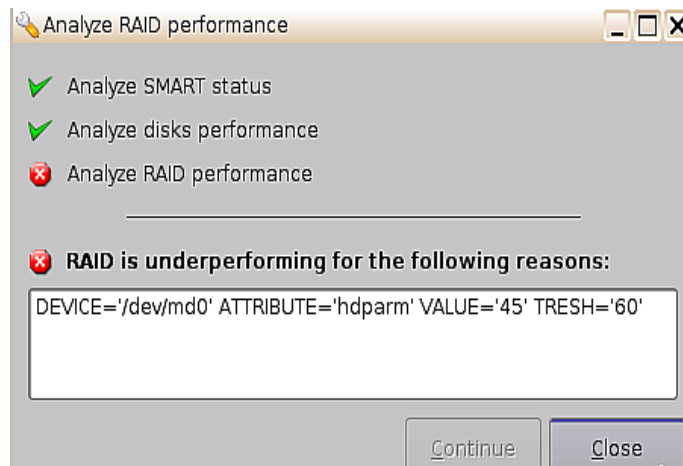 Analyze RAID performance
Analyze SMART status
Analyze disks performance
Analyze RAID performance
RAID is underperforming for the following reasons:
DEVICE='/dev/md0' ATTRIBUTE='hdparm' VALUE='45' TRESH='60'
Continue Close